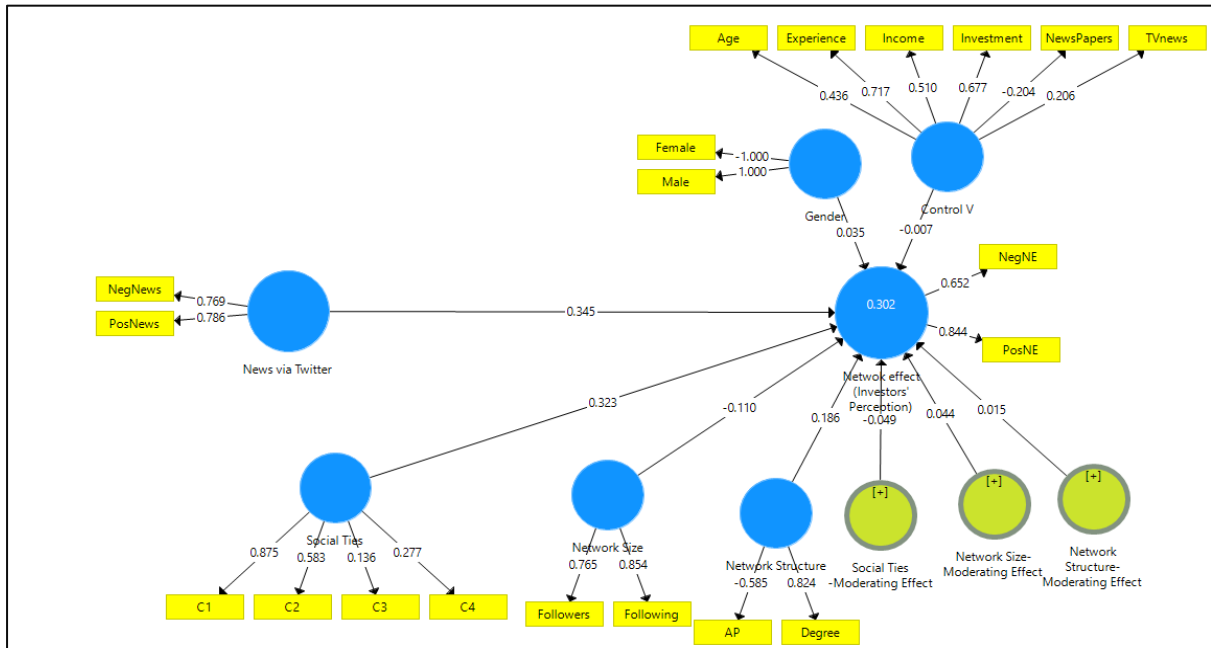 Age Experience Income Investment NewsPapers TVnews
0.436 0.717 0.510 0.677 -0.204 0.206
Female
-1.000
Male
1.000
Gender
Control V
0.035
-0.007
NegNews
0.769
PosNews
0.786
News via Twitter
0.345
0.302
NegNE
0.652
0.844
PosNE
Netwok effect
(Investors'
Perception)
0.323
-0.110
0.186
-0.049
0.044
0.015
Social Ties
0.875 0.583 0.136 0.277
C1 C2 C3 C4
Network Size
0.765 0.854
Followers Following
Network Structure
-0.585 0.824
AP Degree
[+]
Social Ties
-Moderating Effect
[+]
Network Size-
Moderating Effect
[+]
Network
Structure-
Moderating Effect